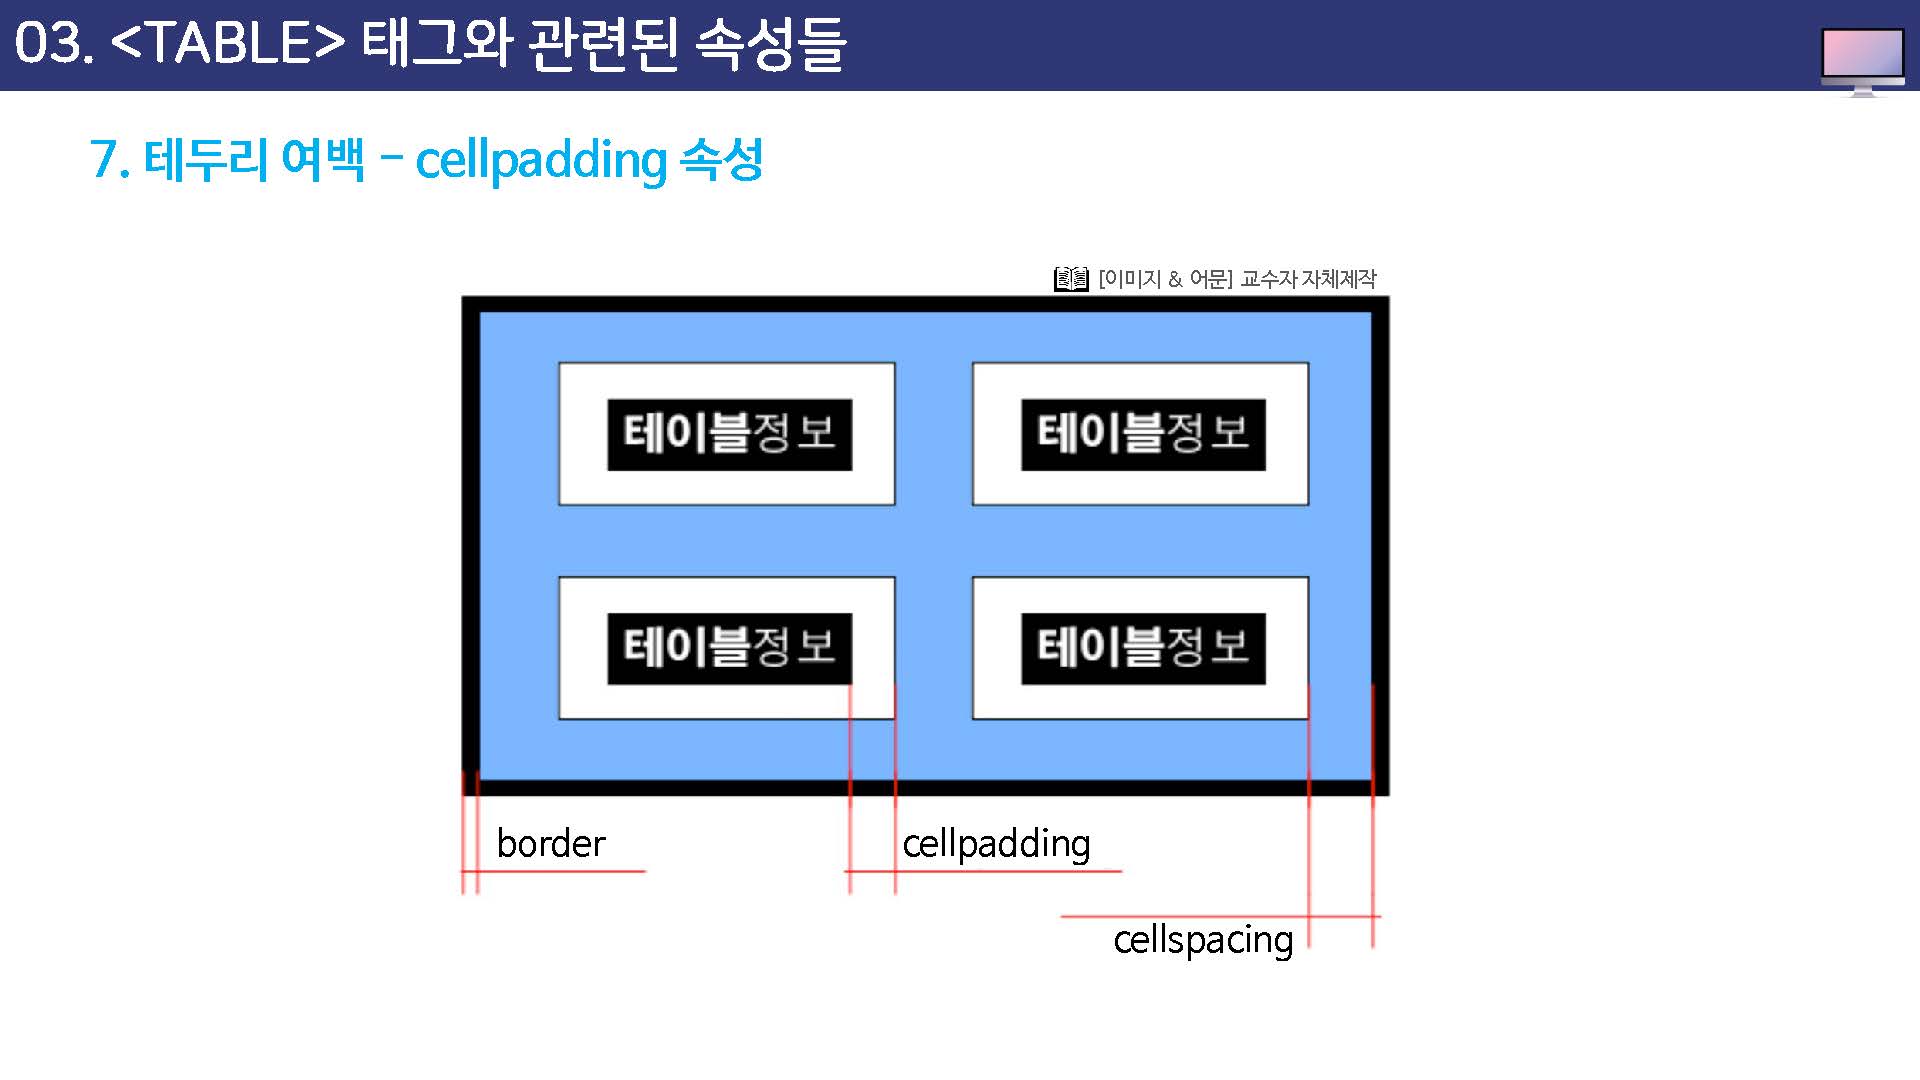 03. <TABLE> 태그와 관련된 속성들
7. 테두리 여백 – cellpadding 속성
[이미지 & 어문] 교수자 자체제작
테이블정보 테이블정보
테이블정보 테이블정보
border cellpadding
cellspacing